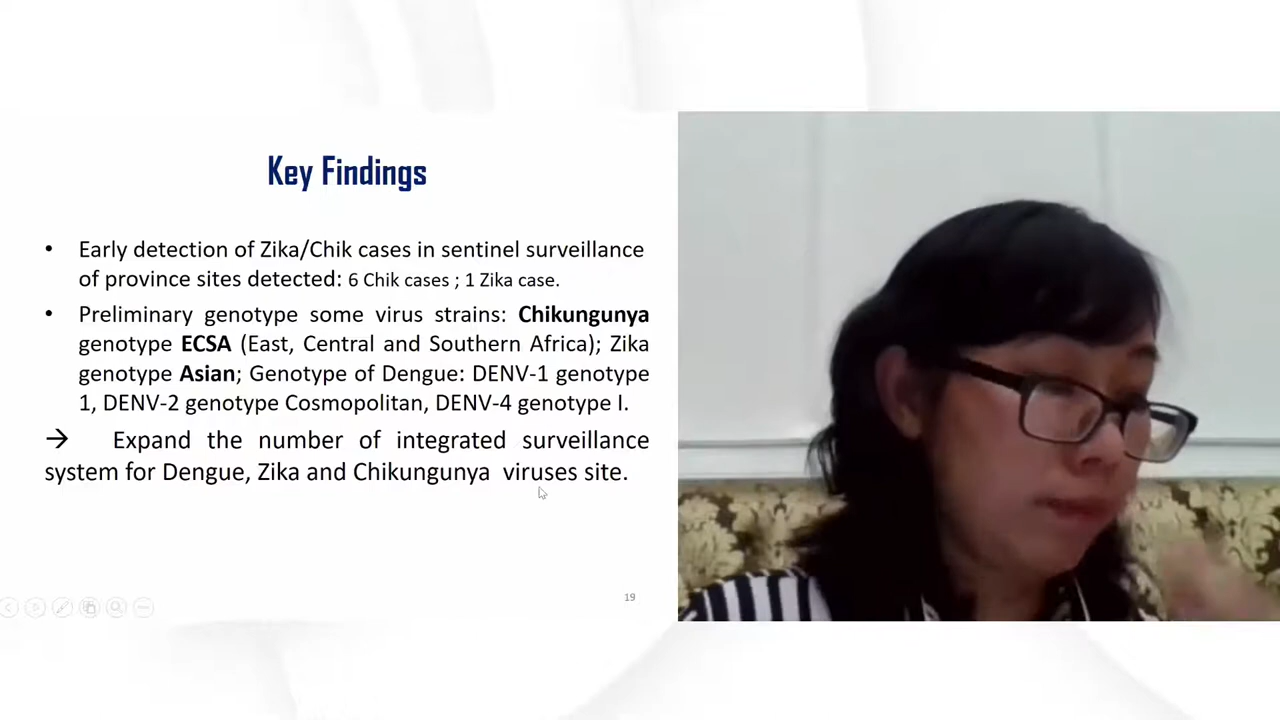 Key Findings
• Early detection of Zika/Chik cases in sentinel surveillance
of province sites detected: 6 Chik cases ; 1 Zika case.
• Preliminary genotype some virus strains: Chikungunya
genotype ECSA (East, Central and Southern Africa); Zika
genotype Asian; Genotype of Dengue: DENV-1 genotype
1, DENV-2 genotype Cosmopolitan, DENV-4 genotype I.
→ Expand the number of integrated surveillance
system for Dengue, Zika and Chikungunya viruses site.
19